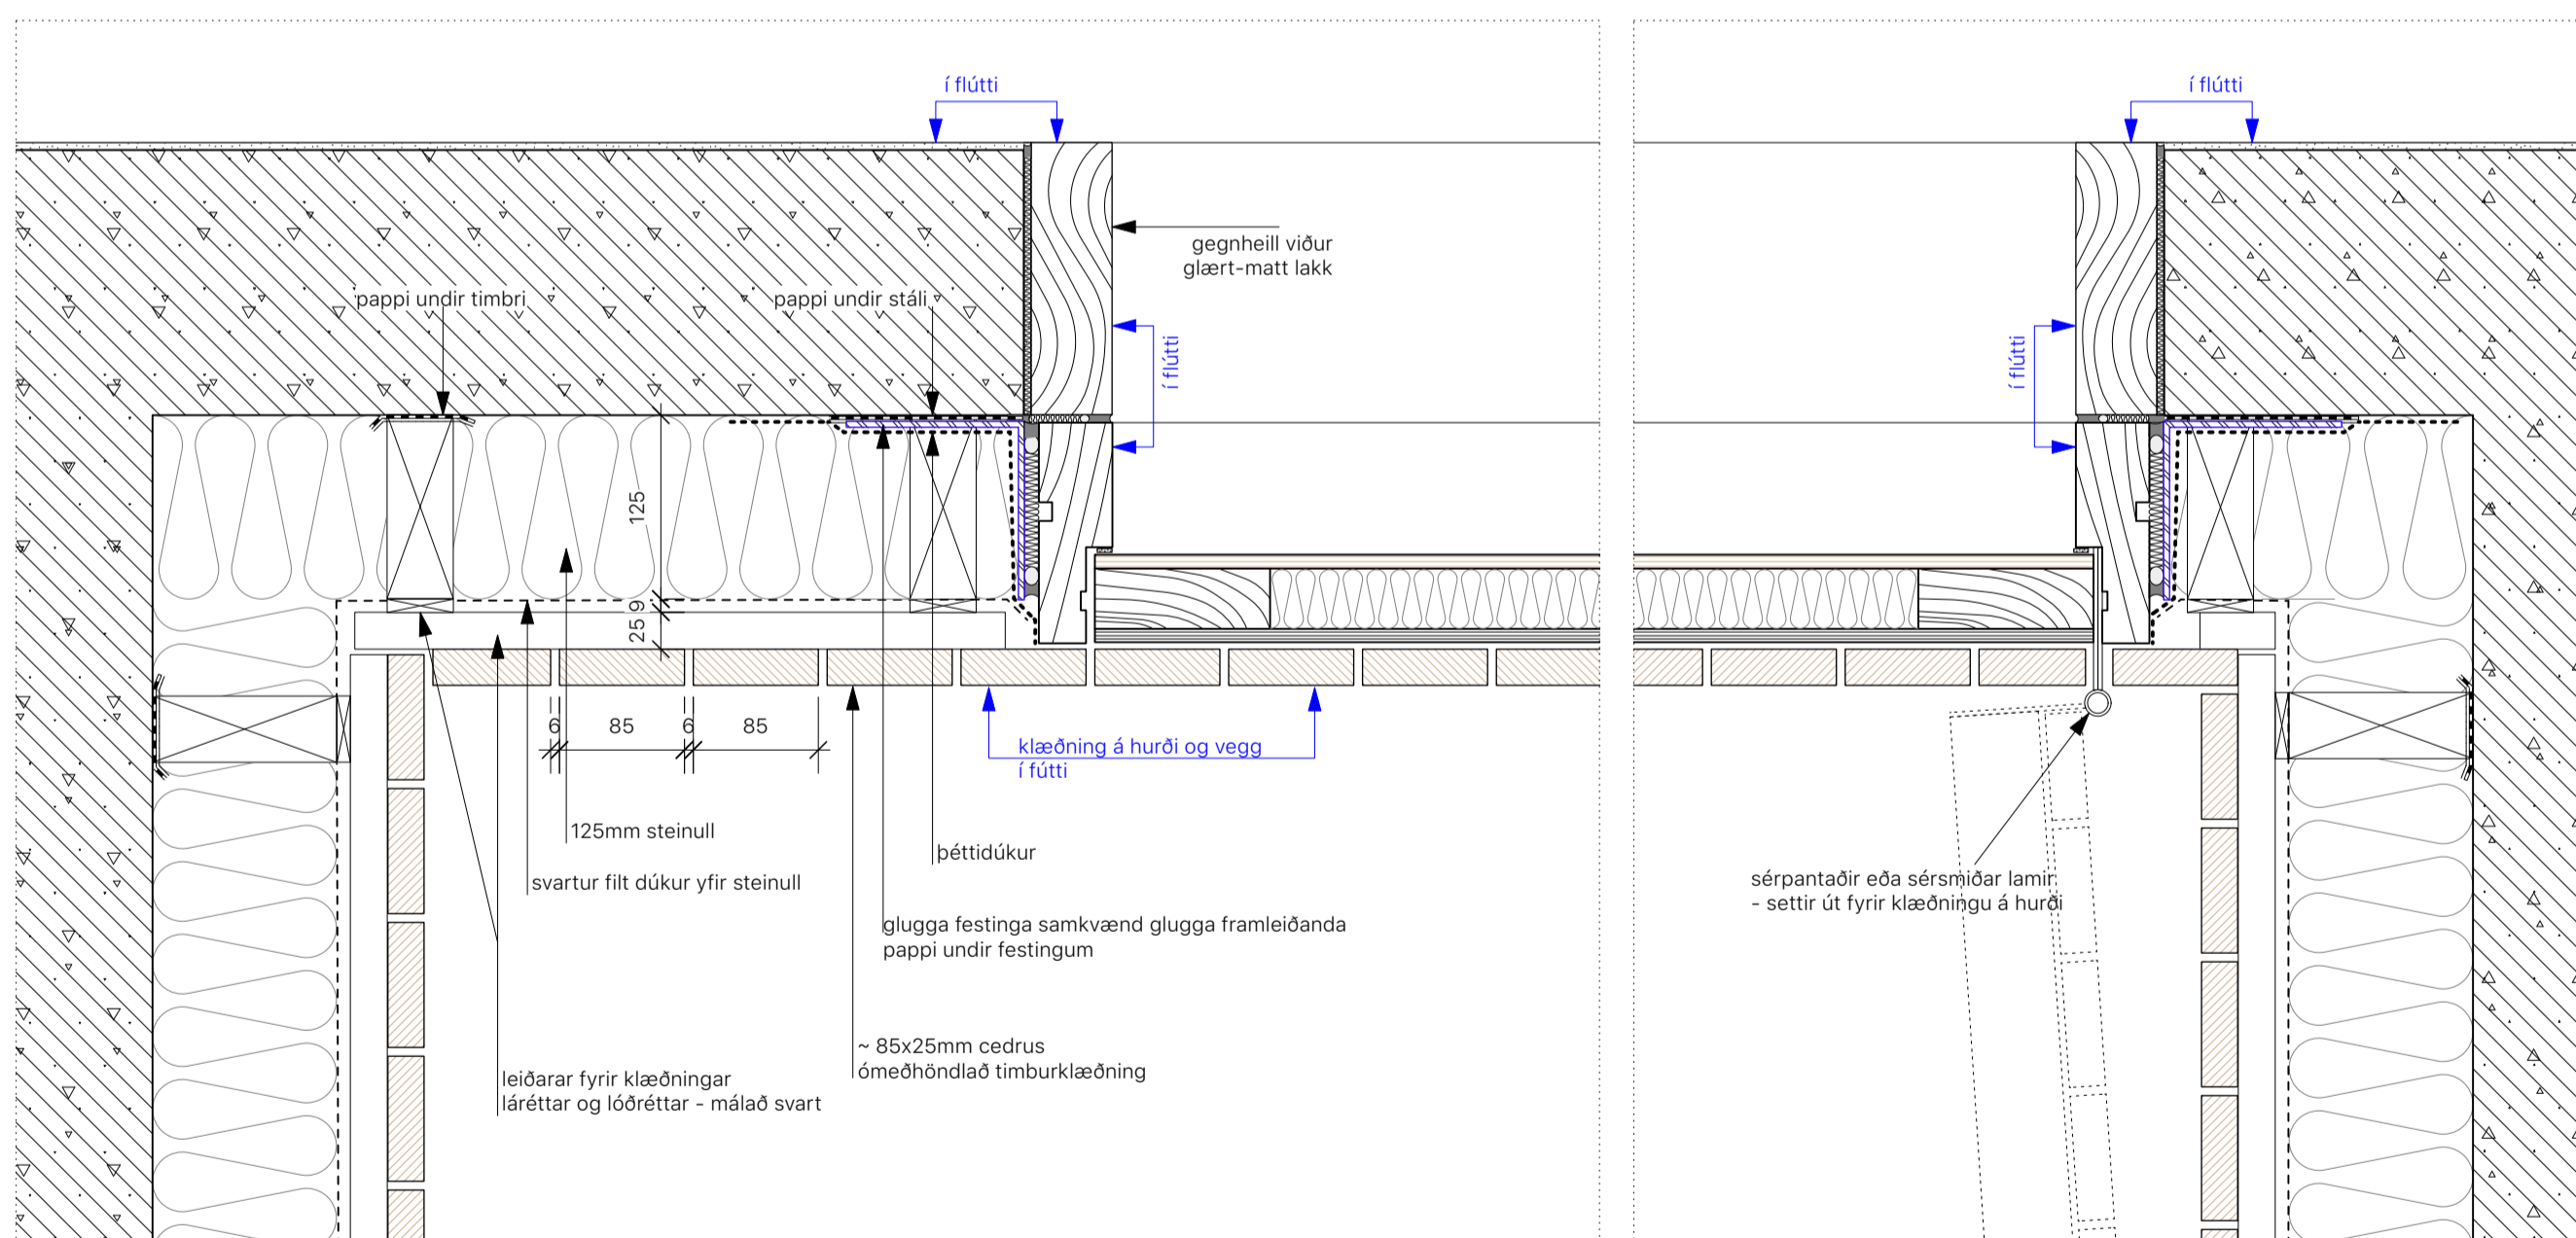 í flútti
í flútti
gegnheill viður
glært-matt lakk
pappi undir timbri
pappi undir stáli
í flútti
í flútti
125
9
25
6
85
6
85
klæðning á hurði og vegg
í fútti
125mm steinull
þéttidúkur
svartur filt dúkur yfir steinull
sérpantaðir eða sérsmiðar lamir
- settir út fyrir klæðningu á hurði
glugga festinga samkvænd glugga framleiðanda
pappi undir festingum
~ 85x25mm cedrus
ómeðhöndlað timburklæðning
leiðarar fyrir klæðningar
láréttar og lóðréttar - málað svart